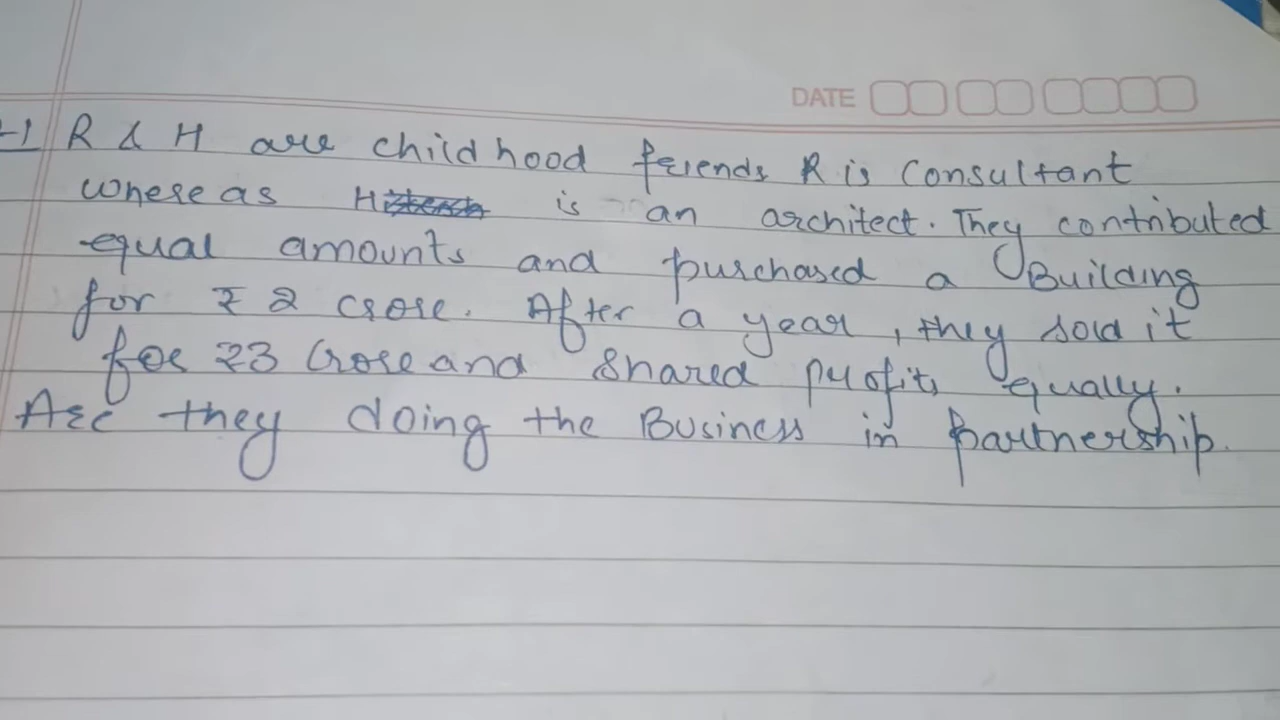 DATE
-1 R & H are childhood friends R is Consultant
whereas H is an architect. They contributed
equal amounts and purchased a Building
for ₹ 2 crore. After a year, they sold it
for ₹3 Crore and shared profits equally.
Are they doing the Business in partnership.